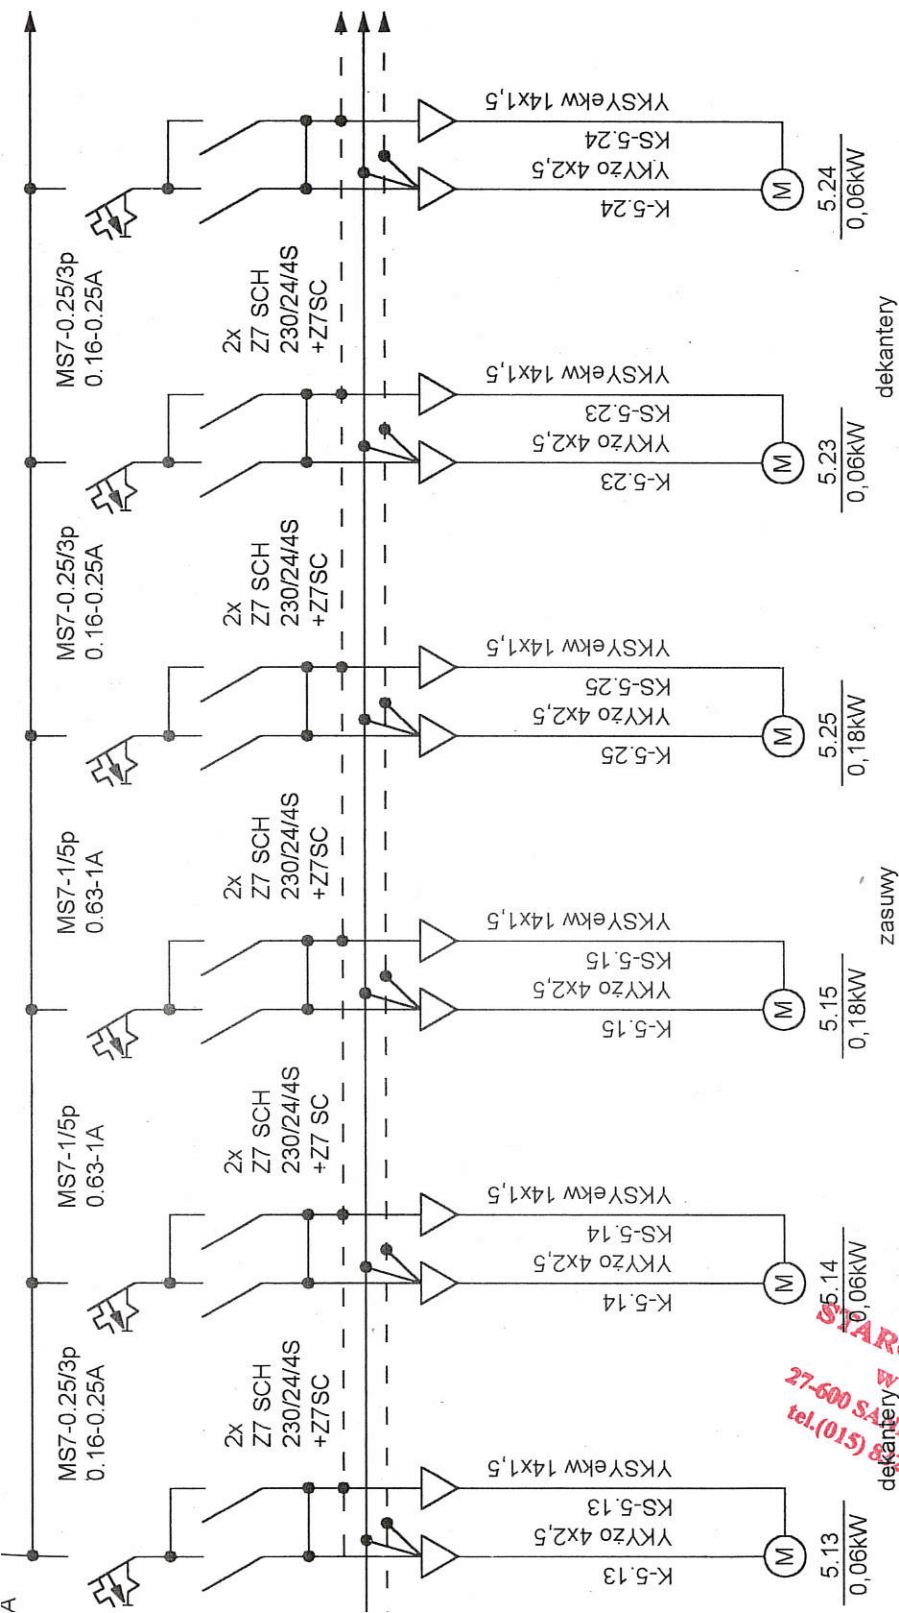 A
MS7-0.25/3p
0.16-0.25A
2x
Z7 SCH
230/24/4S
+Z7SC
K-5.24
YKYżo 4x2,5
KS-5.24
YKSYekw 14x1,5
M
5.24
0,06kW
MS7-0.25/3p
0.16-0.25A
2x
Z7 SCH
230/24/4S
+Z7SC
K-5.23
YKYżo 4x2,5
KS-5.23
YKSYekw 14x1,5
M
5.23
0,06kW
dekantery
MS7-1/5p
0.63-1A
2x
Z7 SCH
230/24/4S
+Z7SC
K-5.25
YKYżo 4x2,5
KS-5.25
YKSYekw 14x1,5
M
5.25
0,18kW
MS7-1/5p
0.63-1A
2x
Z7 SCH
230/24/4S
+Z7 SC
K-5.15
YKYżo 4x2,5
KS-5.15
YKSYekw 14x1,5
M
5.15
0,18kW
zasuwy
MS7-0.25/3p
0.16-0.25A
2x
Z7 SCH
230/24/4S
+Z7SC
K-5.14
YKYżo 4x2,5
KS-5.14
YKSYekw 14x1,5
M
5.14
0,06kW
K-5.13
YKYżo 4x2,5
KS-5.13
YKSYekw 14x1,5
M
5.13
0,06kW
dekantery
w
27-600
tel.(015)